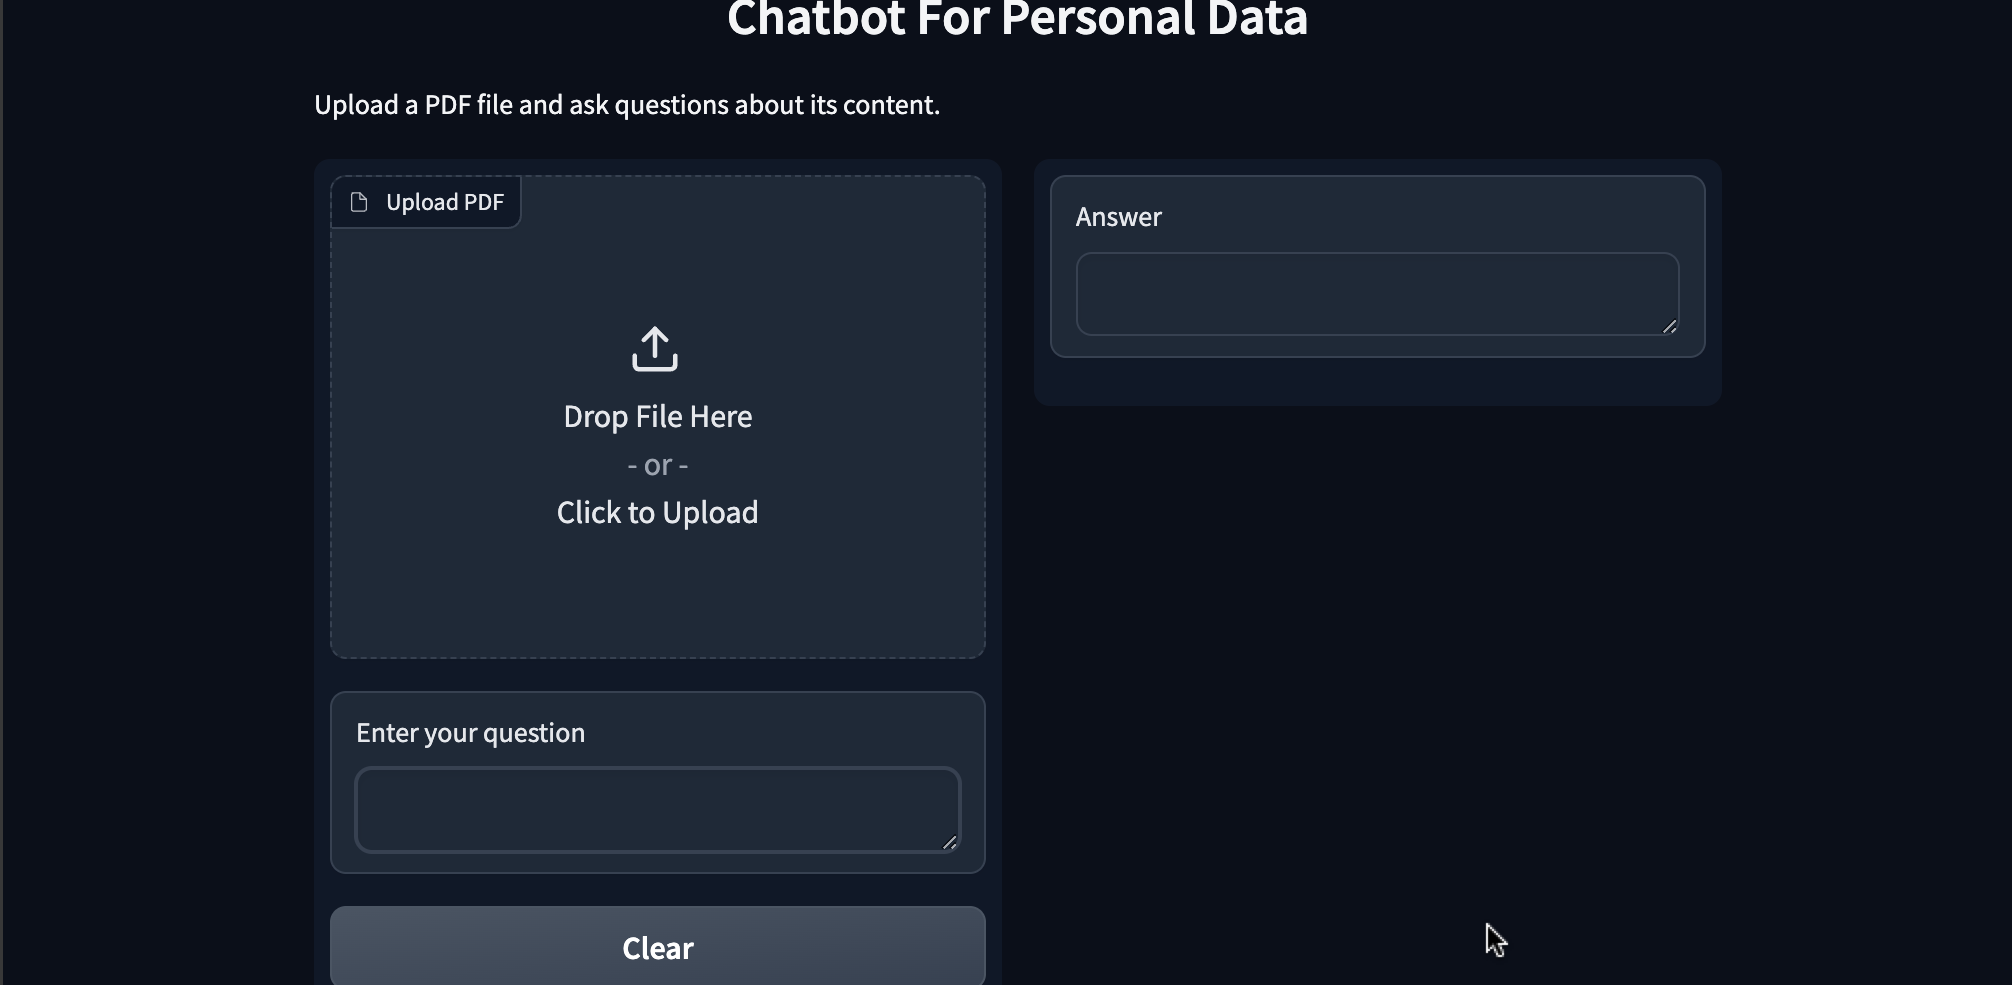 Chatbot For Personal Data
Upload a PDF file and ask questions about its content.
Upload PDF
Drop File Here
- or -
Click to Upload
Enter your question
Clear
Answer